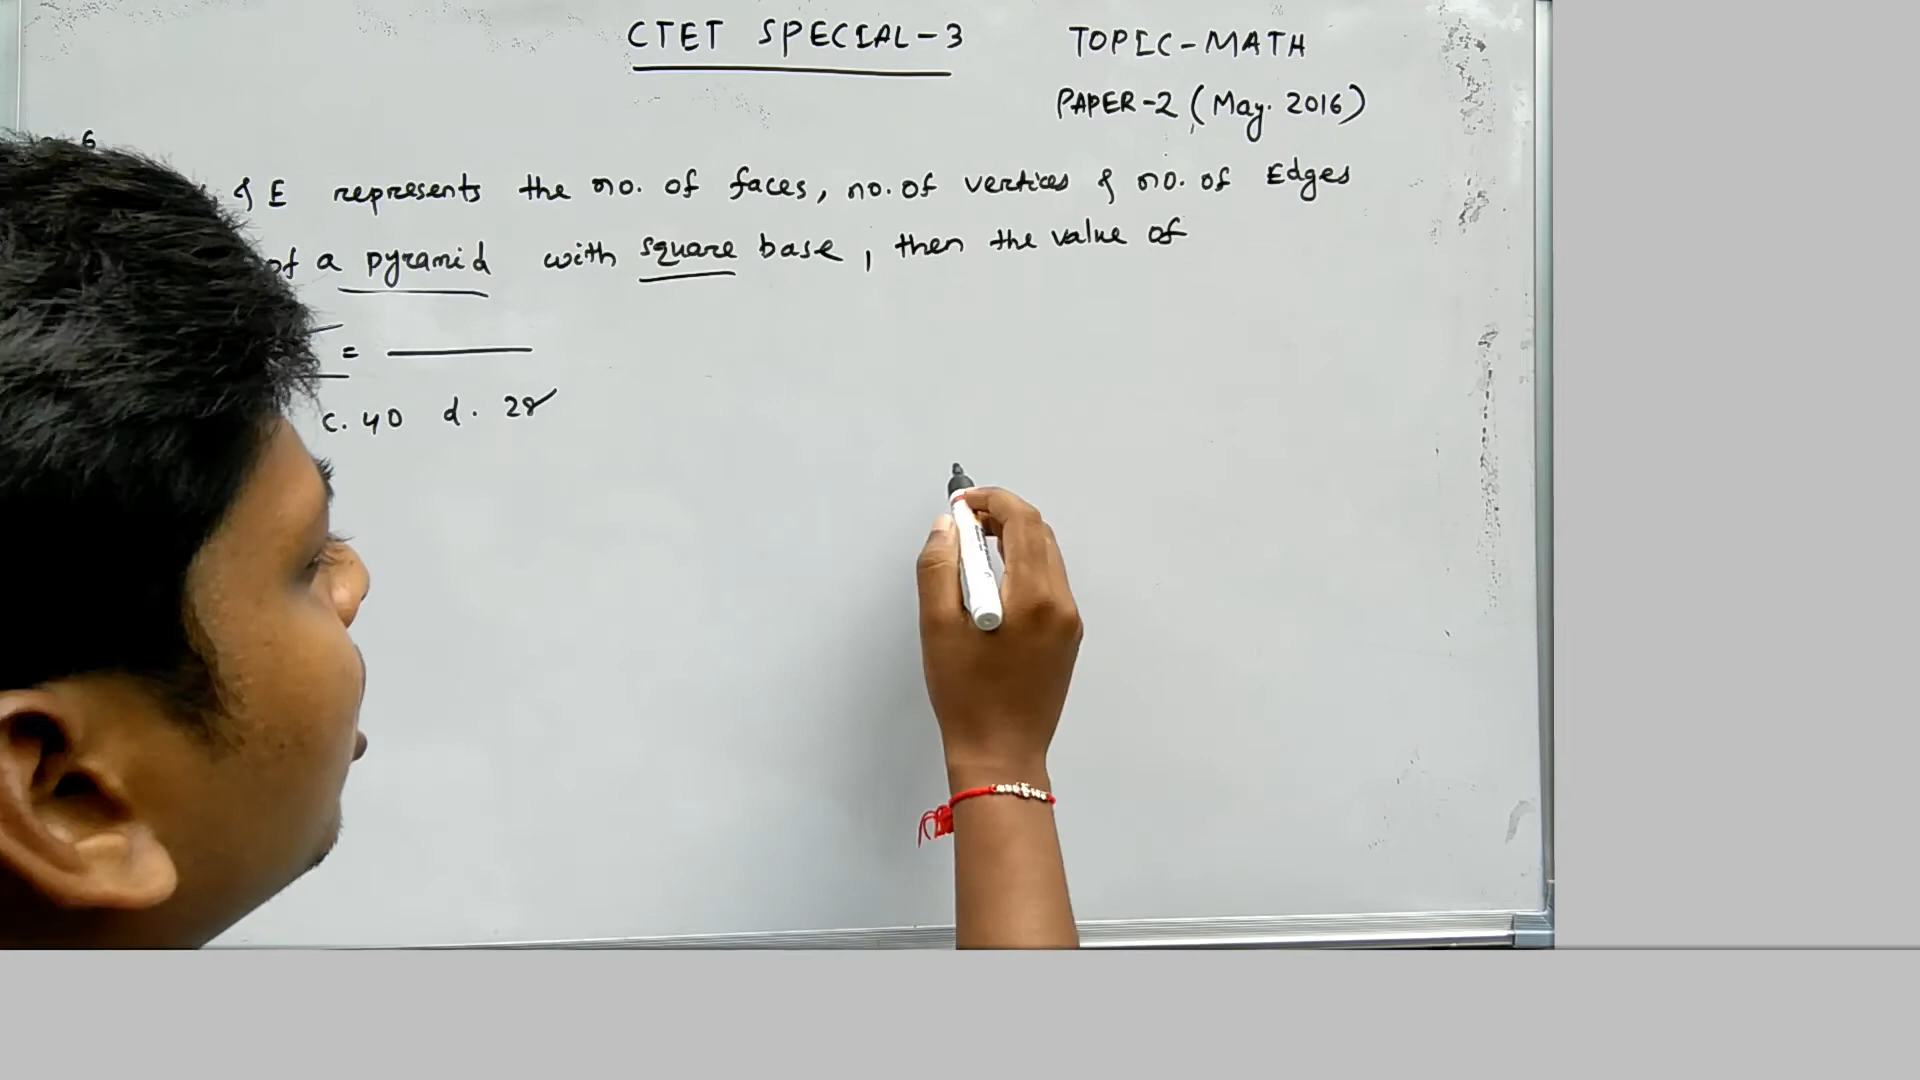 CTET SPECIAL-3
TOPIC-MATH
PAPER-2 (May. 2016)
6
& E represents the no. of faces, no. of vertices & no. of Edges
of a pyramid with square base, then the value of
= ———
c. 40 d. 28